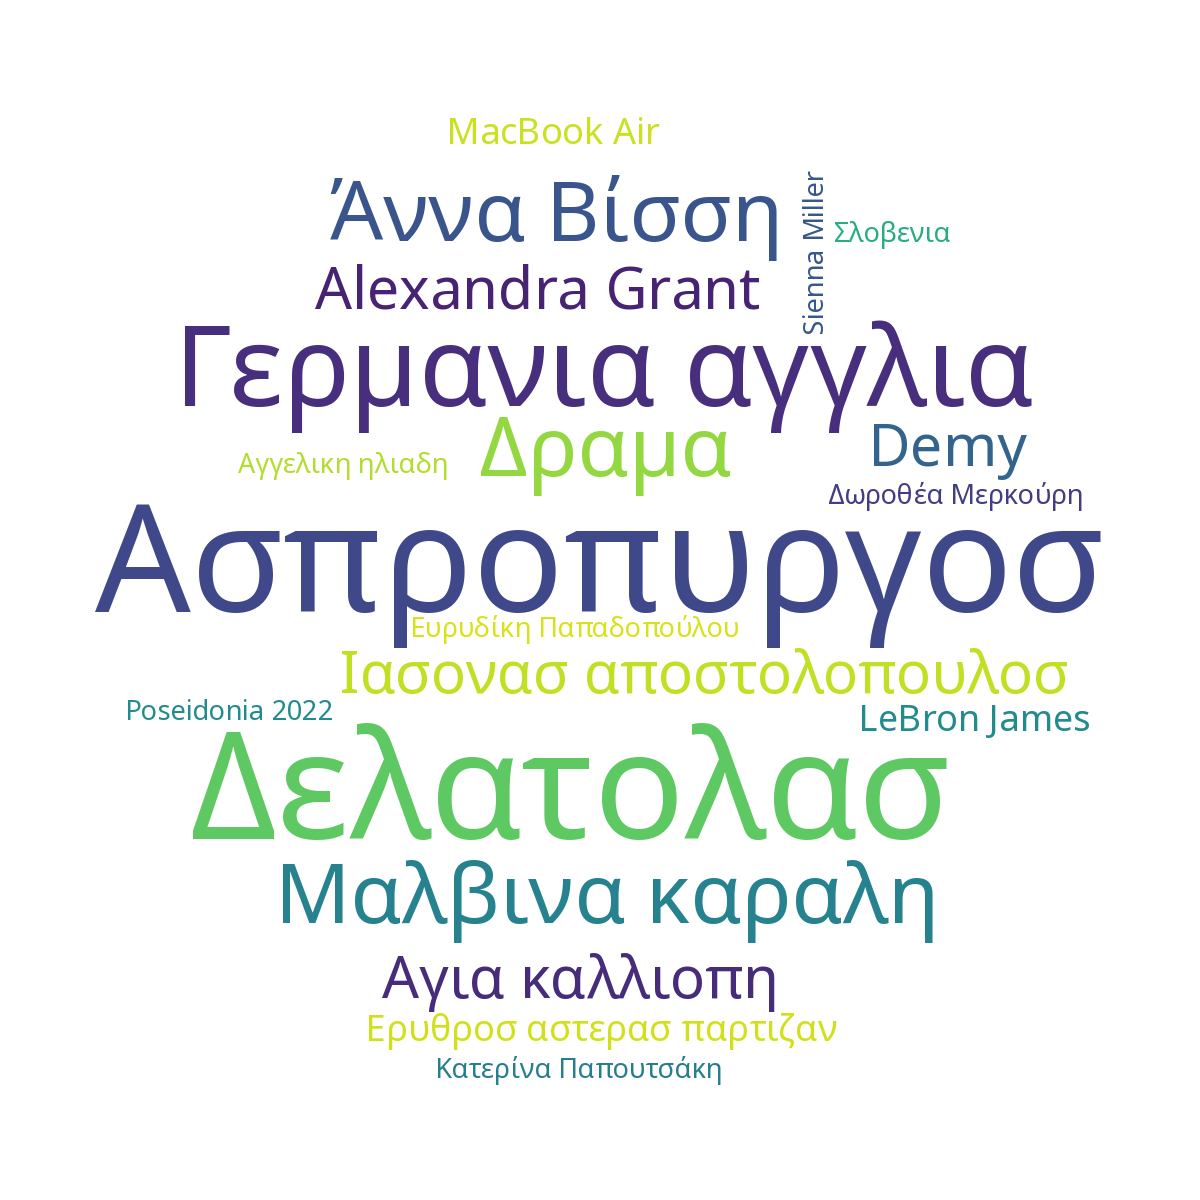 MacBook Air
Άννα Βίσση
Sienna Miller
Σλοβενια
Alexandra Grant
Γερμανια αγγλια
Δραμα
Demy
Αγγελικη ηλιαδη
Δωροθέα Μερκούρη
Ασπροπυργοσ
Ευρυδίκη Παπαδοπούλου
Ιασονασ αποστολοπουλοσ
Poseidonia 2022
LeBron James
Δελατολασ
Μαλβινα καραλη
Αγια καλλιοπη
Ερυθροσ αστερασ παρτιζαν
Κατερίνα Παπουτσάκη